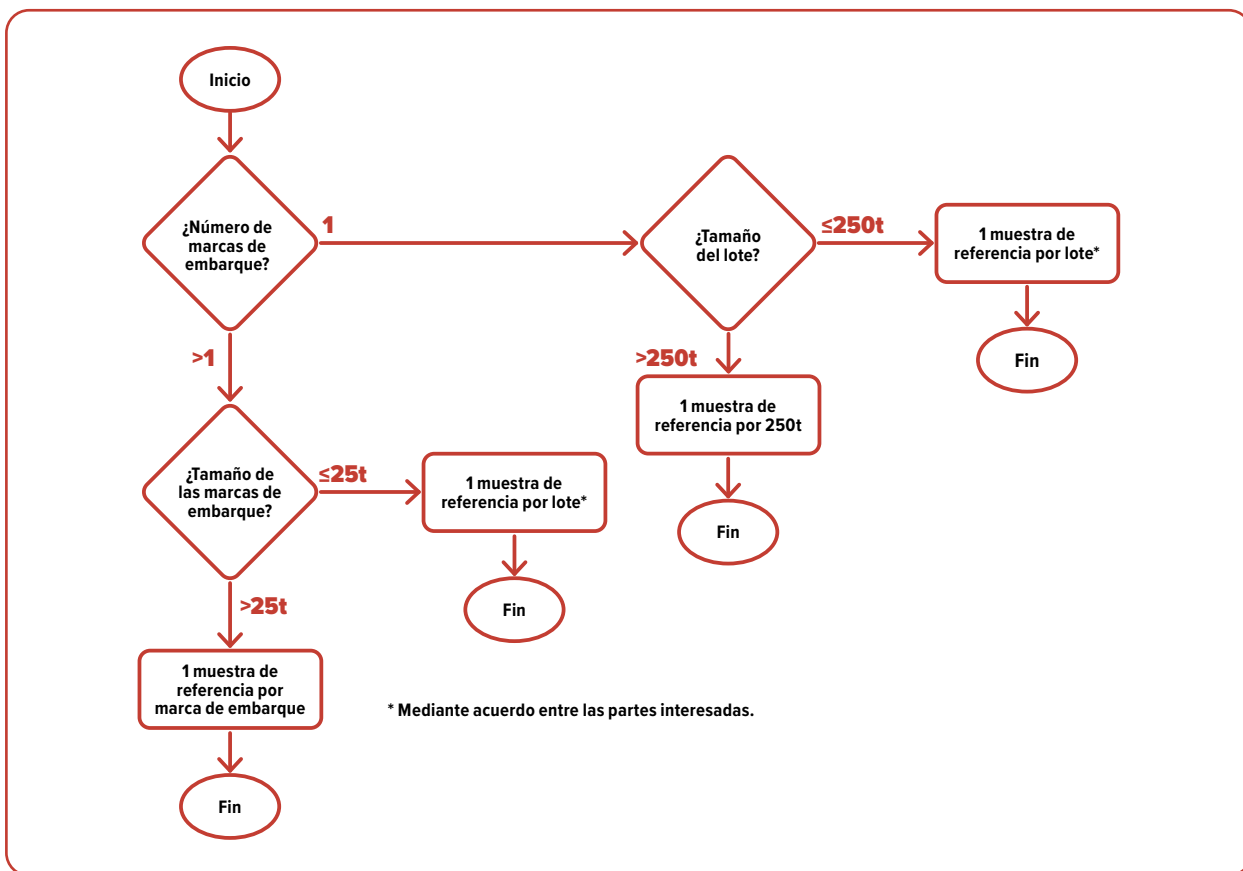 Inicio
¿Número de
marcas de
embarque?
1
¿Tamaño
del lote?
≤250t
1 muestra de
referencia por lote*
Fin
>250t
1 muestra de
referencia por 250t
Fin
>1
¿Tamaño de
las marcas de
embarque?
≤25t
1 muestra de
referencia por lote*
Fin
>25t
1 muestra de
referencia por
marca de embarque
Fin
* Mediante acuerdo entre las partes interesadas.